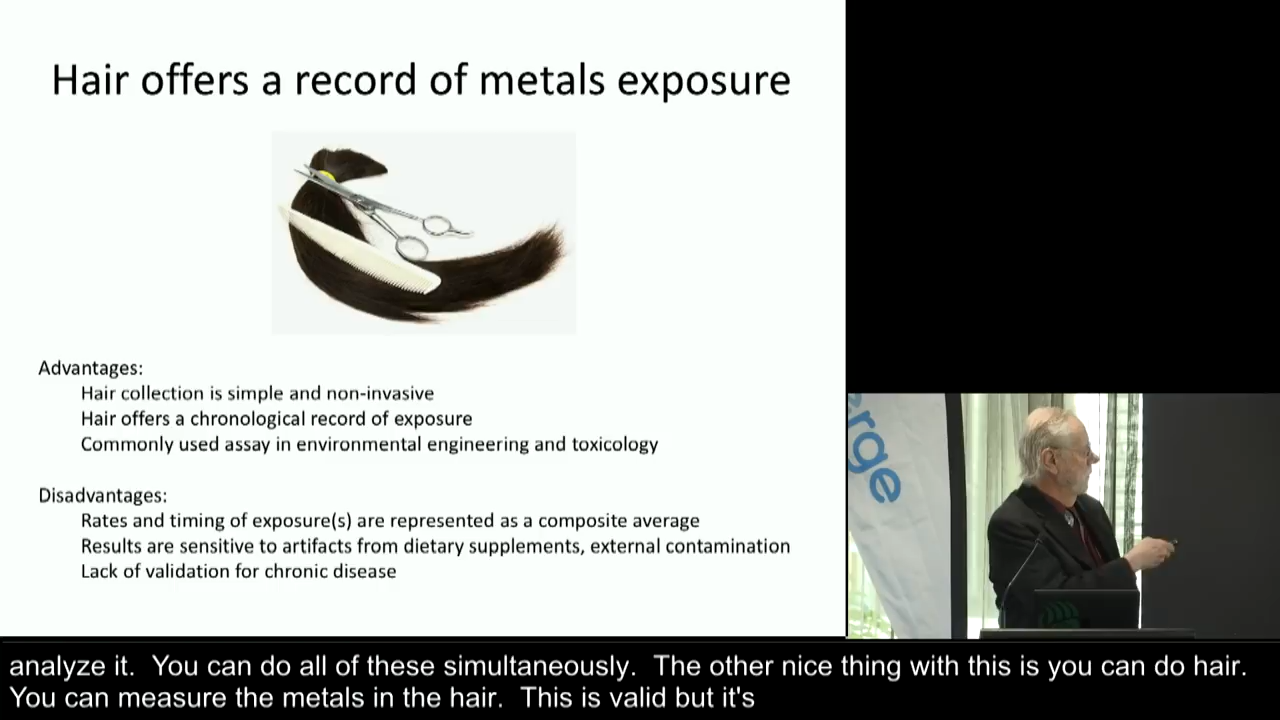 Hair offers a record of metals exposure
Advantages:
Hair collection is simple and non-invasive
Hair offers a chronological record of exposure
Commonly used assay in environmental engineering and toxicology
Disadvantages:
Rates and timing of exposure(s) are represented as a composite average
Results are sensitive to artifacts from dietary supplements, external contamination
Lack of validation for chronic disease
erge
analyze it.  You can do all of these simultaneously.  The other nice thing with this is you can do hair.
You can measure the metals in the hair.  This is valid but it's